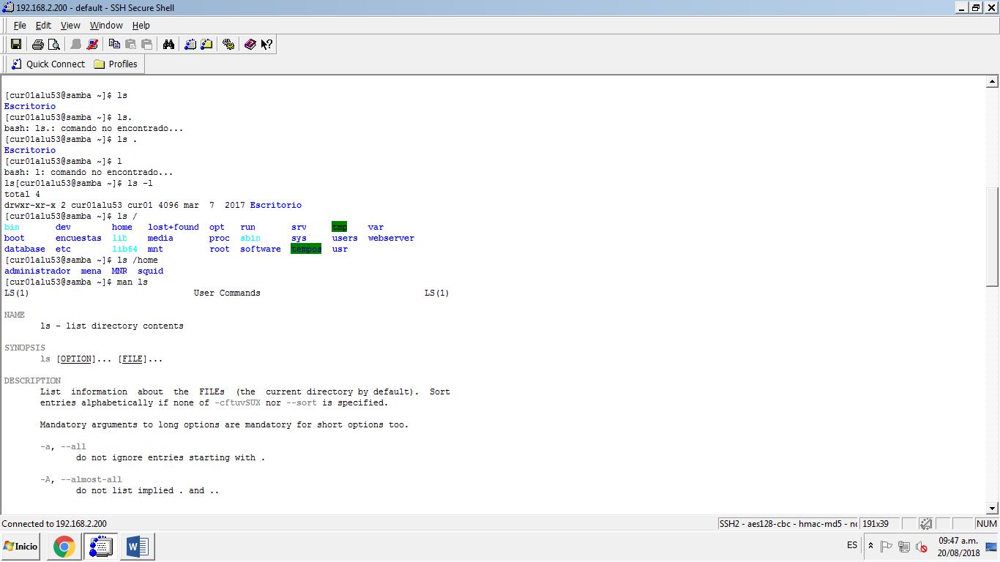 192.168.2.200 - default - SSH Secure Shell
File Edit View Window Help
Quick Connect Profiles
[cur01alu53@samba ~]$ ls
Escritorio
[cur01alu53@samba ~]$ ls.
bash: ls.: comando no encontrado...
[cur01alu53@samba ~]$ ls .
Escritorio
[cur01alu53@samba ~]$ l
bash: l: comando no encontrado...
ls[cur01alu53@samba ~]$ ls -l
total 4
drwxr-xr-x 2 cur01alu53 cur01 4096 mar  7  2017 Escritorio
[cur01alu53@samba ~]$ ls /
bin       dev        home   lost+found  opt   run       srv     tmp    var
boot      encuestas  lib    media       proc  sbin      sys     users  webserver
database  etc        lib64  mnt         root  software  tempos  usr
[cur01alu53@samba ~]$ ls /home
administrador  mena  MNR  squid
[cur01alu53@samba ~]$ man ls
LS(1)                                User Commands                                LS(1)
NAME
ls - list directory contents
SYNOPSIS
ls [OPTION]... [FILE]...
DESCRIPTION
List  information  about  the  FILEs  (the  current directory by default).  Sort
entries alphabetically if none of -cftuvSUX nor --sort is specified.
Mandatory arguments to long options are mandatory for short options too.
-a, --all
do not ignore entries starting with .
-A, --almost-all
do not list implied . and ..
Connected to 192.168.2.200 SSH2 - aes128-cbc - hmac-md5 - 191x39 NUM
Inicio ES 09:47 a.m.
20/08/2018